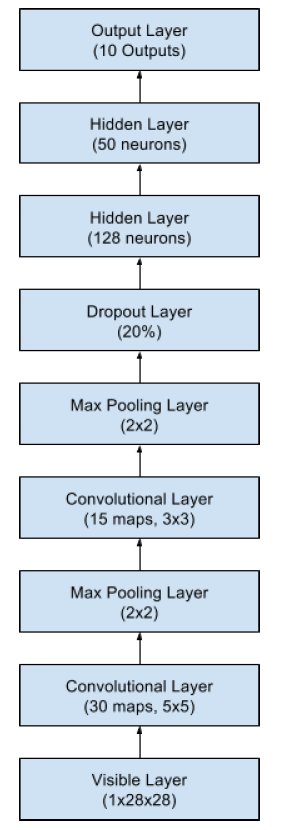 Output Layer
(10 Outputs)
Hidden Layer
(50 neurons)
Hidden Layer
(128 neurons)
Dropout Layer
(20%)
Max Pooling Layer
(2x2)
Convolutional Layer
(15 maps, 3x3)
Max Pooling Layer
(2x2)
Convolutional Layer
(30 maps, 5x5)
Visible Layer
(1x28x28)